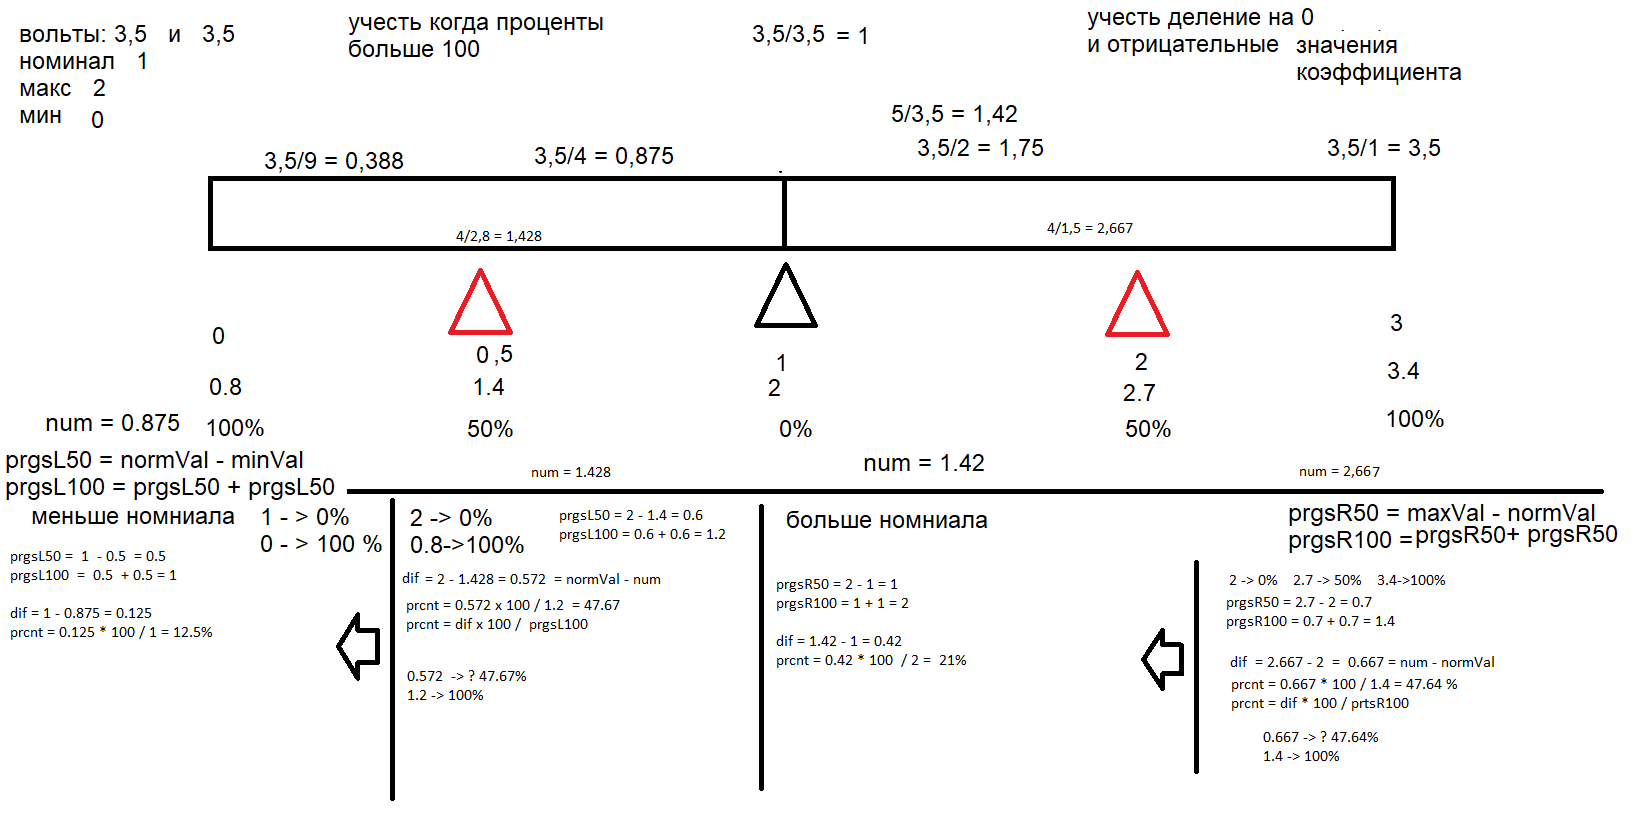 вольты: 3,5 и 3,5
номинал 1
макс 2
мин 0
учесть когда проценты
больше 100
3,5/3,5 = 1
учесть деление на 0
и отрицательные значения
коэффициента
5/3,5 = 1,42
3,5/9 = 0,388
3,5/4 = 0,875
3,5/2 = 1,75
3,5/1 = 3,5
4/2,8 = 1,428
4/1,5 = 2,667
0
0,5
1
2
3
0.8
1.4
2
2.7
3.4
100%
50%
0%
50%
100%
num = 0.875
num = 1.428
num = 1.42
num = 2,667
prgsL50 = normVal - minVal
prgsL100 = prgsL50 + prgsL50
меньше номниала
1 - > 0%
0 - > 100 %
prgsL50 = 1 - 0.5 = 0.5
prgsL100 = 0.5 + 0.5 = 1
dif = 1 - 0.875 = 0.125
prcnt = 0.125 * 100 / 1 = 12.5%
2 -> 0%
0.8->100%
prgsL50 = 2 - 1.4 = 0.6
prgsL100 = 0.6 + 0.6 = 1.2
dif = 2 - 1.428 = 0.572 = normVal - num
prcnt = 0.572 x 100 / 1.2 = 47.67
prcnt = dif x 100 / prgsL100
0.572 -> ? 47.67%
1.2 -> 100%
больше номниала
prgsR50 = 2 - 1 = 1
prgsR100 = 1 + 1 = 2
dif = 1.42 - 1 = 0.42
prcnt = 0.42 * 100 / 2 = 21%
prgsR50 = maxVal - normVal
prgsR100 = prgsR50+ prgsR50
2 -> 0% 2.7 -> 50% 3.4->100%
prgsR50 = 2.7 - 2 = 0.7
prgsR100 = 0.7 + 0.7 = 1.4
dif = 2.667 - 2 = 0.667 = num - normVal
prcnt = 0.667 * 100 / 1.4 = 47.64 %
prcnt = dif * 100 / prtsR100
0.667 -> ? 47.64%
1.4 -> 100%